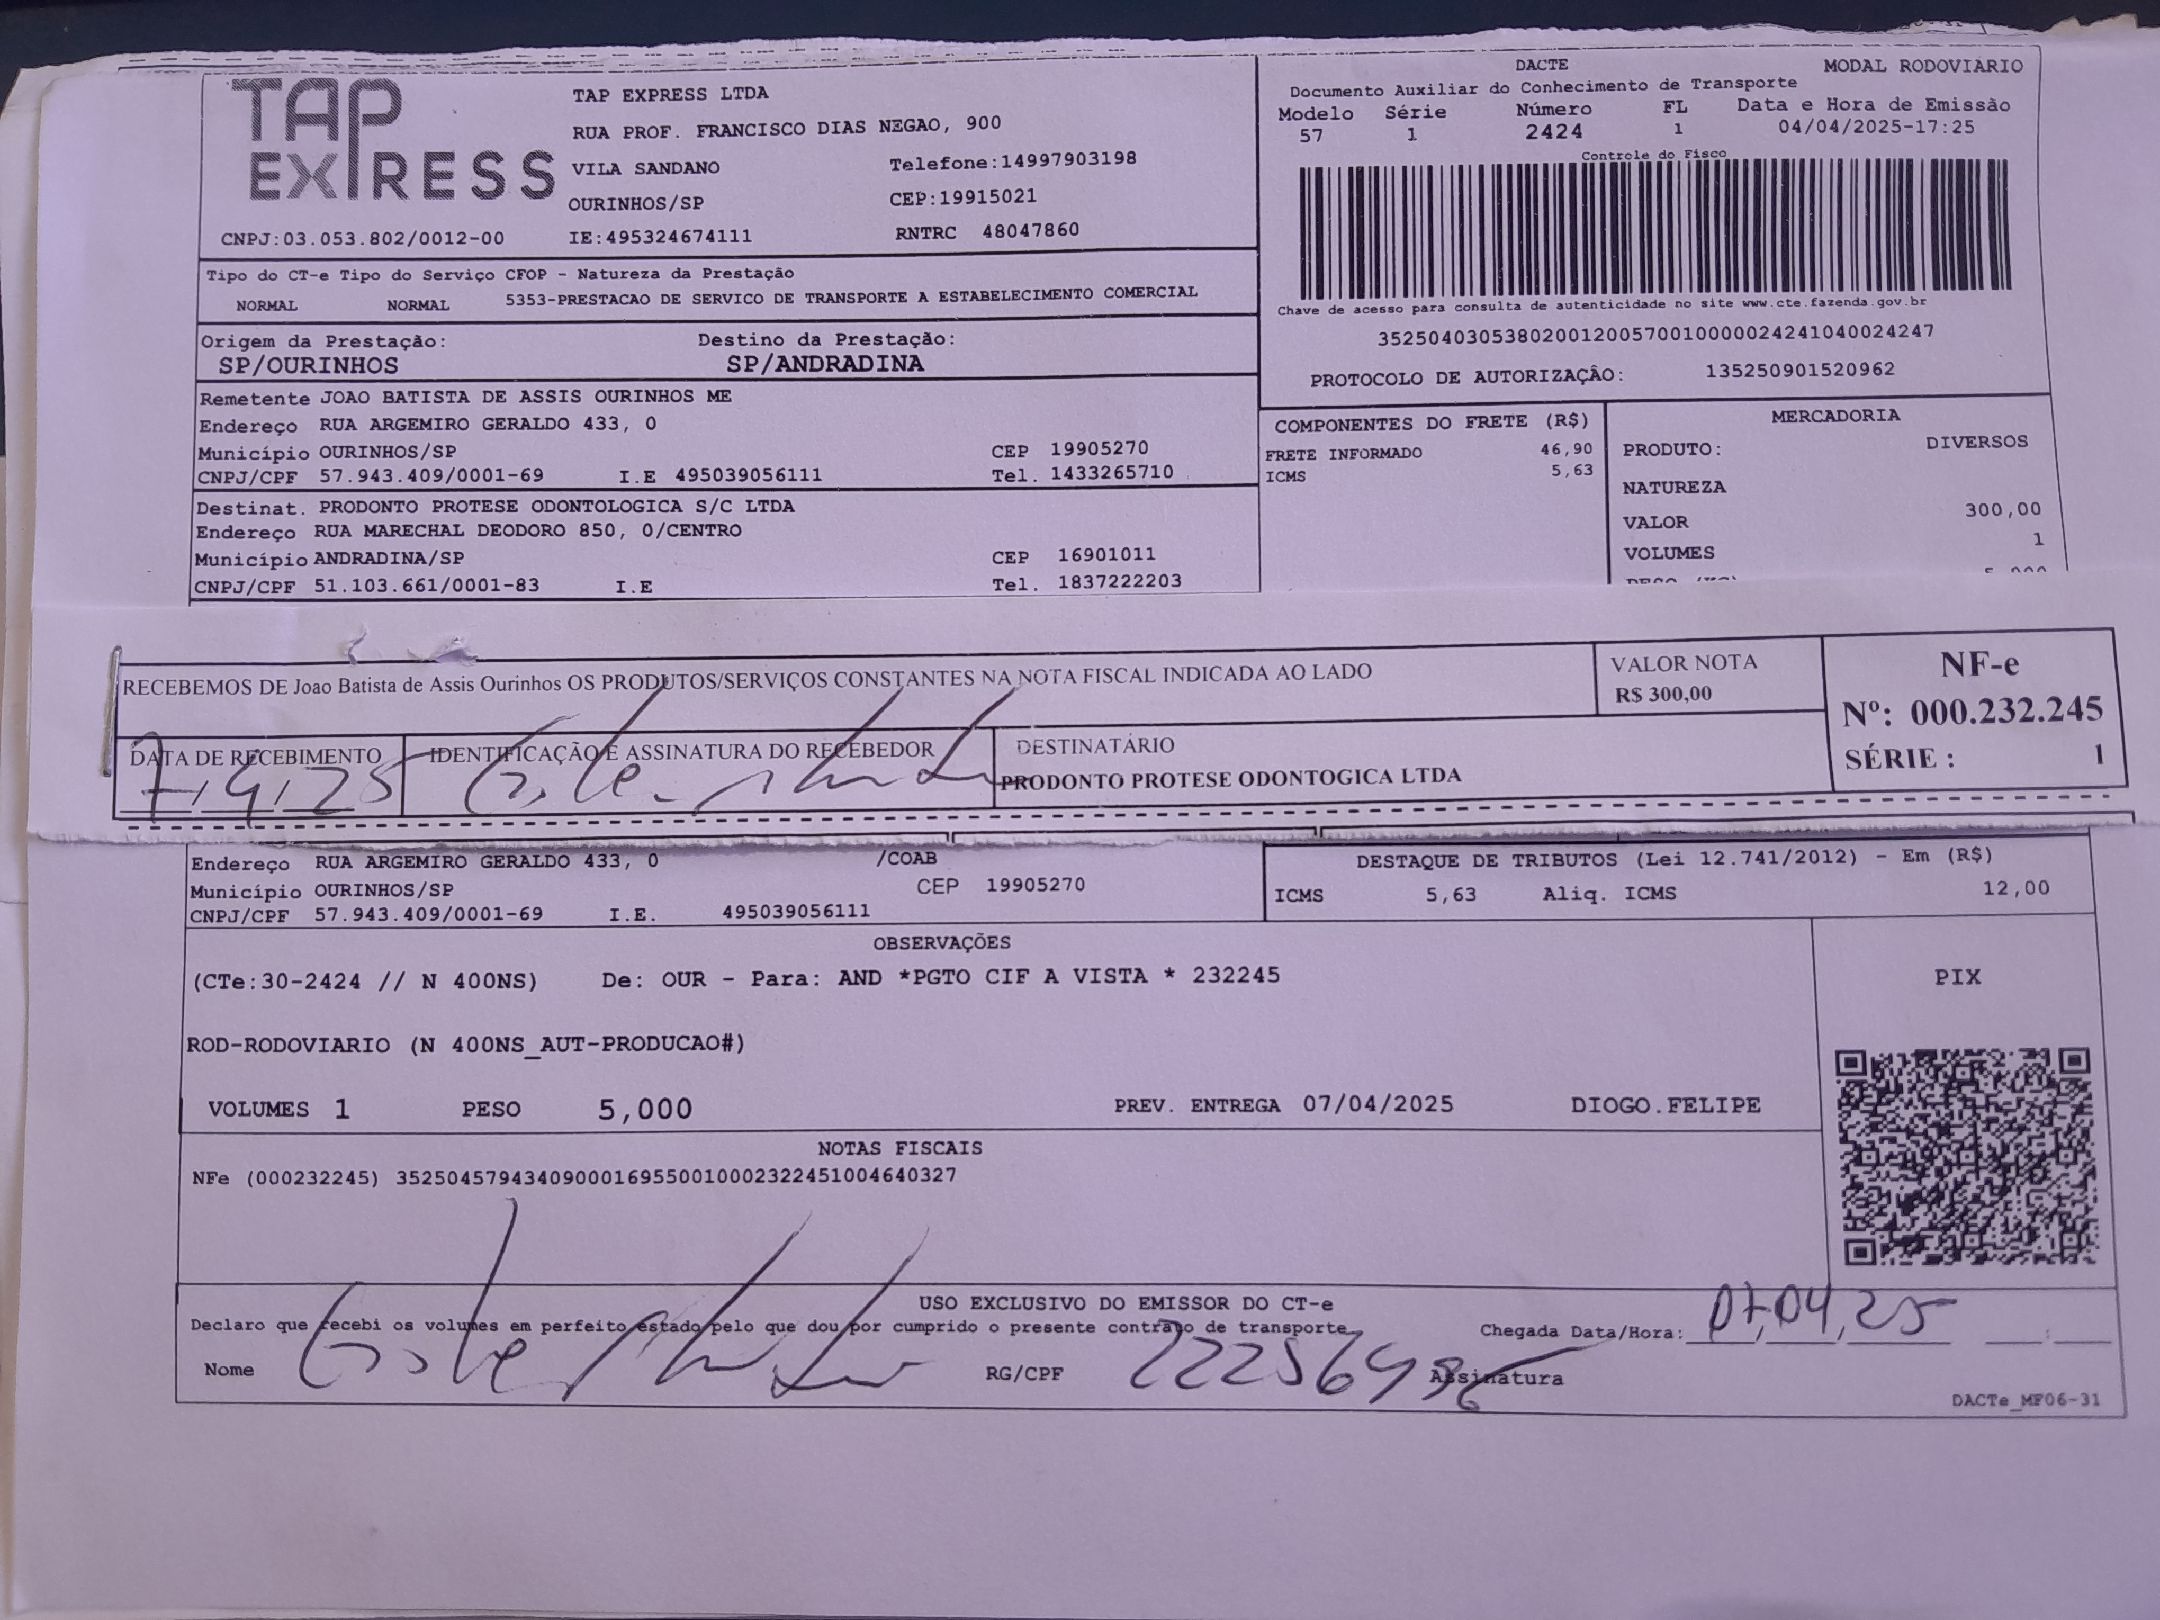 TAP EXPRESS
TAP EXPRESS LTDA
RUA PROF. FRANCISCO DIAS NEGAO, 900
VILA SANDANO Telefone:14997903198
OURINHOS/SP CEP:19915021
CNPJ:03.053.802/0012-00 IE:495324674111 RNTRC 48047860
DACTE MODAL RODOVIARIO
Documento Auxiliar do Conhecimento de Transporte
Modelo Série Número FL Data e Hora de Emissão
57 1 2424 1 04/04/2025-17:25
Controle do Fisco
Chave de acesso para consulta de autenticidade no site www.cte.fazenda.gov.br
35250403053802001200570010000024241040024247
PROTOCOLO DE AUTORIZAÇÃO: 135250901520962
Tipo do CT-e Tipo do Serviço CFOP - Natureza da Prestação
NORMAL NORMAL 5353-PRESTACAO DE SERVICO DE TRANSPORTE A ESTABELECIMENTO COMERCIAL
Origem da Prestação: Destino da Prestação:
SP/OURINHOS SP/ANDRADINA
Remetente JOAO BATISTA DE ASSIS OURINHOS ME
Endereço RUA ARGEMIRO GERALDO 433, 0
Município OURINHOS/SP CEP 19905270
CNPJ/CPF 57.943.409/0001-69 I.E 495039056111 Tel. 1433265710
Destinat. PRODONTO PROTESE ODONTOLOGICA S/C LTDA
Endereço RUA MARECHAL DEODORO 850, 0/CENTRO
Município ANDRADINA/SP CEP 16901011
CNPJ/CPF 51.103.661/0001-83 I.E Tel. 1837222203
COMPONENTES DO FRETE (R$)
FRETE INFORMADO 46,90
ICMS 5,63
MERCADORIA
PRODUTO: DIVERSOS
NATUREZA
VALOR 300,00
VOLUMES 1
RECEBEMOS DE Joao Batista de Assis Ourinhos OS PRODUTOS/SERVIÇOS CONSTANTES NA NOTA FISCAL INDICADA AO LADO
VALOR NOTA
R$ 300,00
NF-e
Nº: 000.232.245
SÉRIE : 1
DATA DE RECEBIMENTO IDENTIFICAÇÃO E ASSINATURA DO RECEBEDOR DESTINATÁRIO
7/4/25 PRODONTO PROTESE ODONTOGICA LTDA
Endereço RUA ARGEMIRO GERALDO 433, 0 /COAB
Município OURINHOS/SP CEP 19905270
CNPJ/CPF 57.943.409/0001-69 I.E. 495039056111
DESTAQUE DE TRIBUTOS (Lei 12.741/2012) - Em (R$)
ICMS 5,63 Aliq. ICMS 12,00
OBSERVAÇÕES
(CTe:30-2424 // N 400NS) De: OUR - Para: AND *PGTO CIF A VISTA * 232245
ROD-RODOVIARIO (N 400NS_AUT-PRODUCAO#)
VOLUMES 1 PESO 5,000 PREV. ENTREGA 07/04/2025 DIOGO.FELIPE
PIX
NOTAS FISCAIS
NFe (000232245) 35250457943409000169550010002322451004640327
USO EXCLUSIVO DO EMISSOR DO CT-e
Declaro que recebi os volumes em perfeito estado pelo que dou por cumprido o presente contrato de transporte
Chegada Data/Hora: 07/04/25 :
Nome RG/CPF Assinatura
DACTe_MF06-31